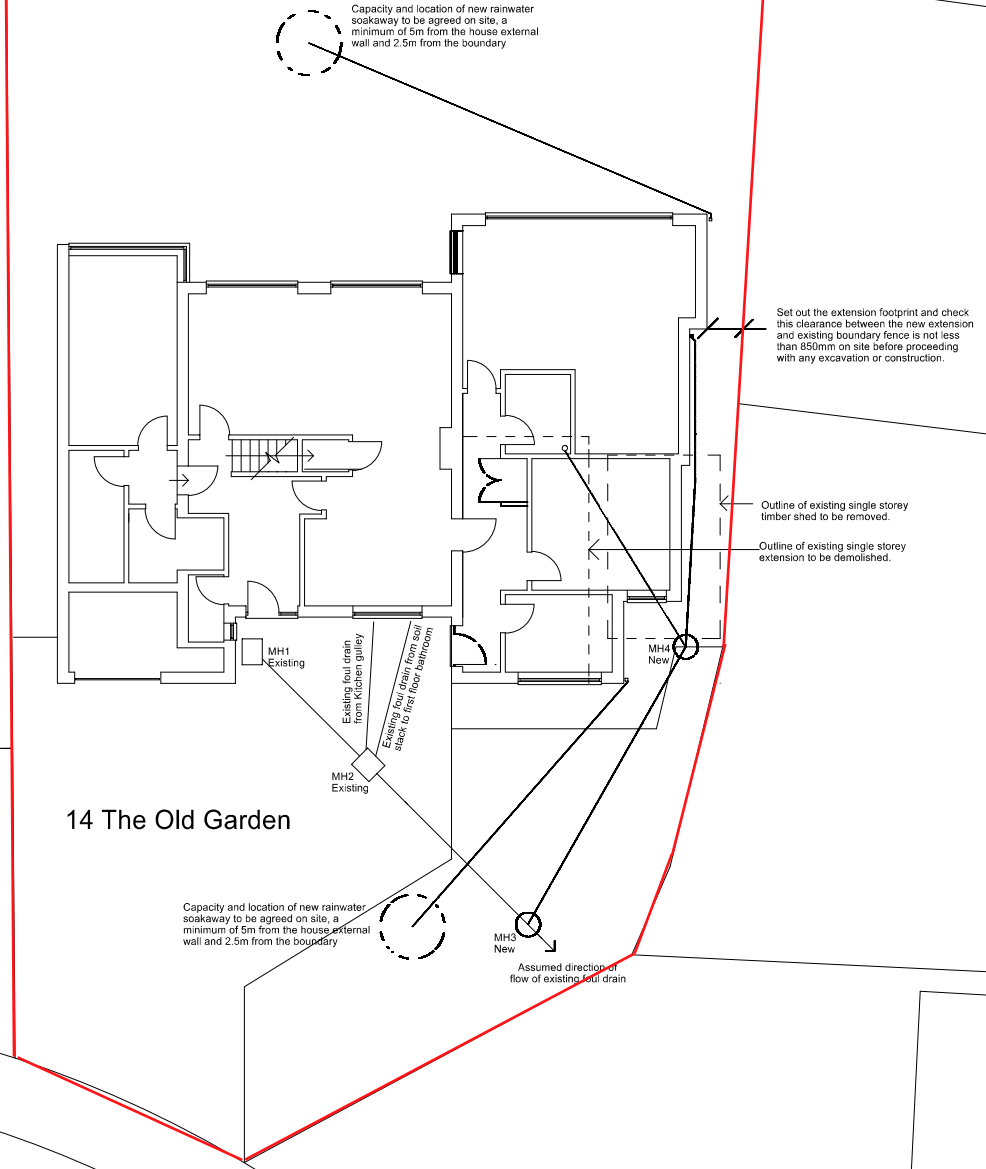 Capacity and location of new rainwater
soakaway to be agreed on site, a
minimum of 5m from the house external
wall and 2.5m from the boundary
Set out the extension footprint and check
this clearance between the new extension
and existing boundary fence is not less
than 850mm on site before proceeding
with any excavation or construction.
Outline of existing single storey
timber shed to be removed.
Outline of existing single storey
extension to be demolished.
MH1
Existing
Existing foul drain
from Kitchen gulley
Existing foul drain from soil
stack to first floor bathroom
MH4
New
MH2
Existing
14 The Old Garden
Capacity and location of new rainwater
soakaway to be agreed on site, a
minimum of 5m from the house external
wall and 2.5m from the boundary
MH3
New
Assumed direction of
flow of existing foul drain